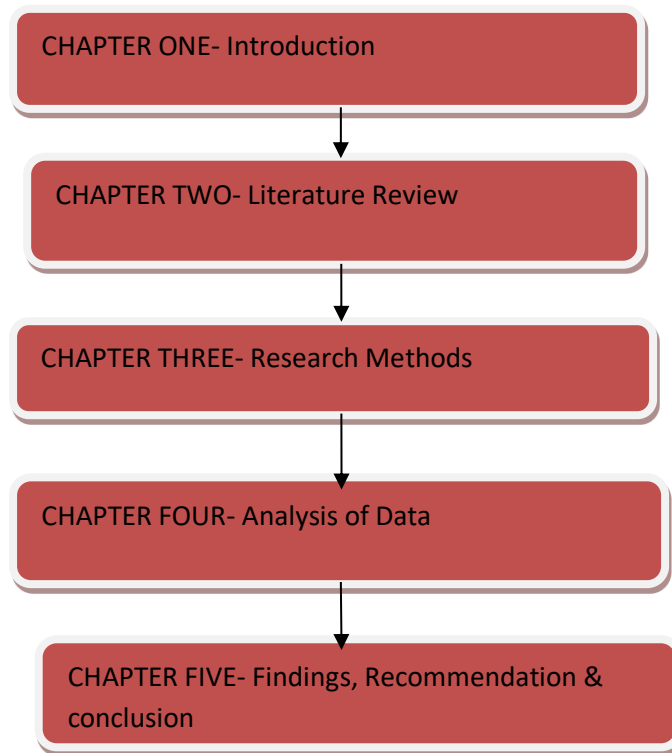 CHAPTER ONE- Introduction
CHAPTER TWO- Literature Review
CHAPTER THREE- Research Methods
CHAPTER FOUR- Analysis of Data
CHAPTER FIVE- Findings, Recommendation &
conclusion